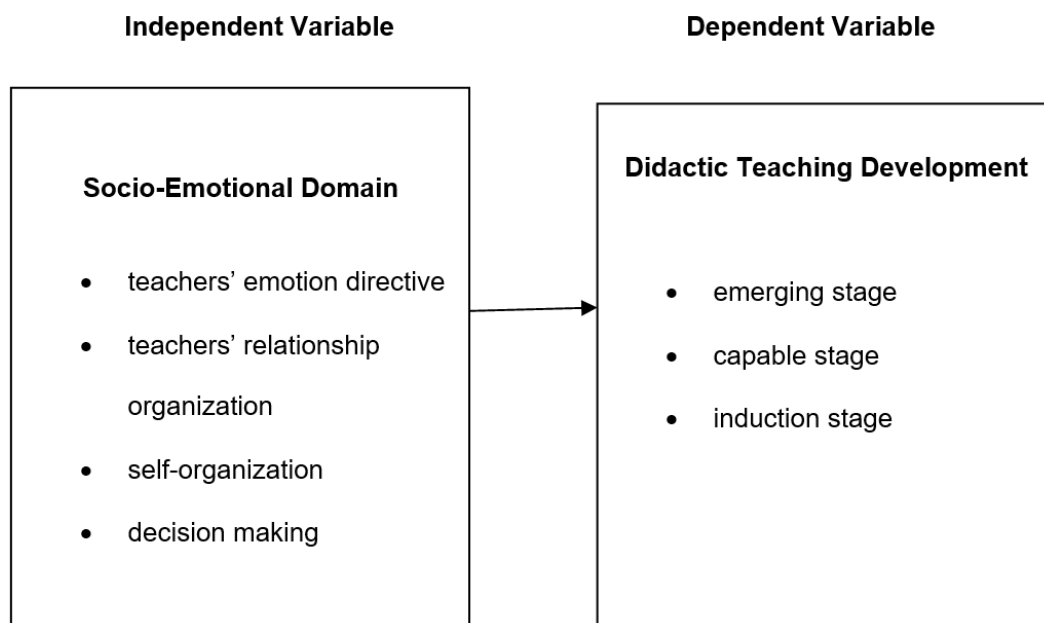 Independent Variable
Dependent Variable
Socio-Emotional Domain
• teachers’ emotion directive
• teachers’ relationship
organization
• self-organization
• decision making
Didactic Teaching Development
• emerging stage
• capable stage
• induction stage